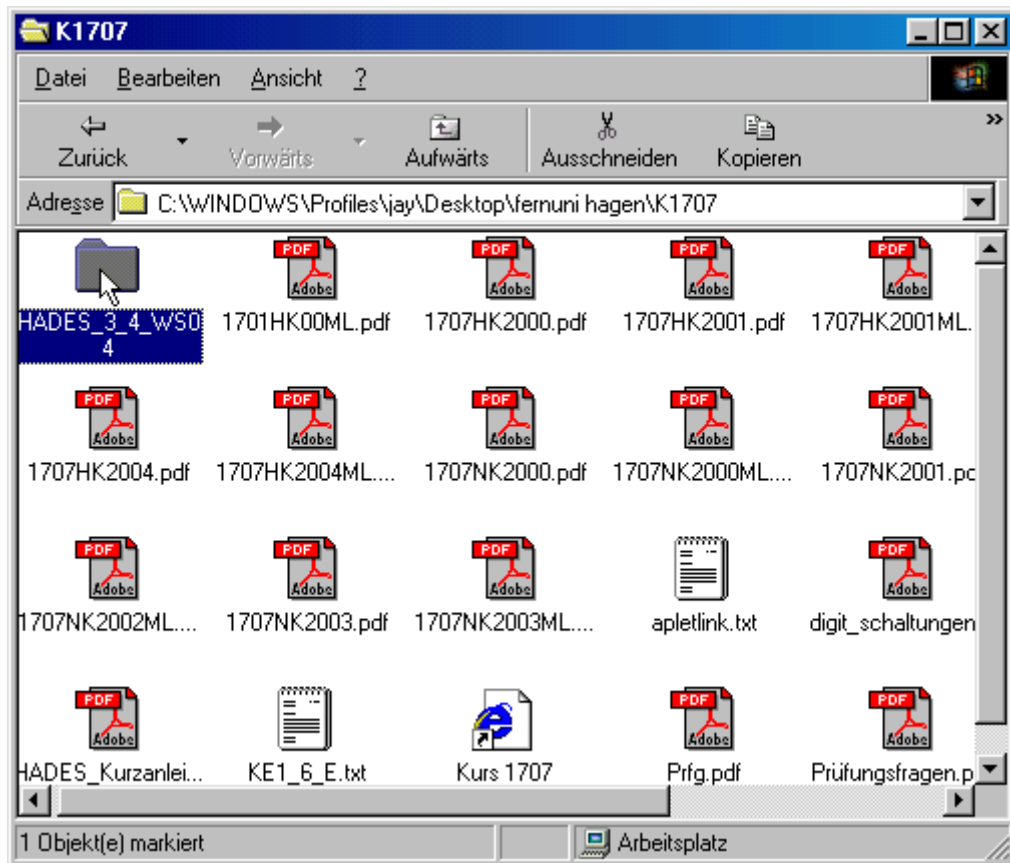 K1707
Datei Bearbeiten Ansicht ?
Zurück Vorwärts Aufwärts Ausschneiden Kopieren »
Adresse C:\WINDOWS\Profiles\jay\Desktop\fernuni hagen\K1707
PDF PDF PDF PDF
Adobe Adobe Adobe Adobe
HADES_3_4_WS0 1701HK00ML.pdf 1707HK2000.pdf 1707HK2001.pdf 1707HK2001ML.
4
PDF PDF PDF PDF PDF
Adobe Adobe Adobe Adobe Adobe
1707HK2004.pdf 1707HK2004ML.... 1707NK2000.pdf 1707NK2000ML.... 1707NK2001.pd
PDF PDF PDF PDF
Adobe Adobe Adobe Adobe
1707NK2002ML.... 1707NK2003.pdf 1707NK2003ML.... apletlink.txt digit_schaltungen
PDF PDF PDF
Adobe Adobe Adobe
HADES_Kurzanlei... KE1_6_E.txt Kurs 1707 Prfg.pdf Prüfungsfragen.p
1 Objekt(e) markiert Arbeitsplatz